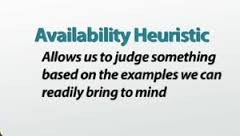 Availability Heuristic
Allows us to judge something
based on the examples we can
readily bring to mind